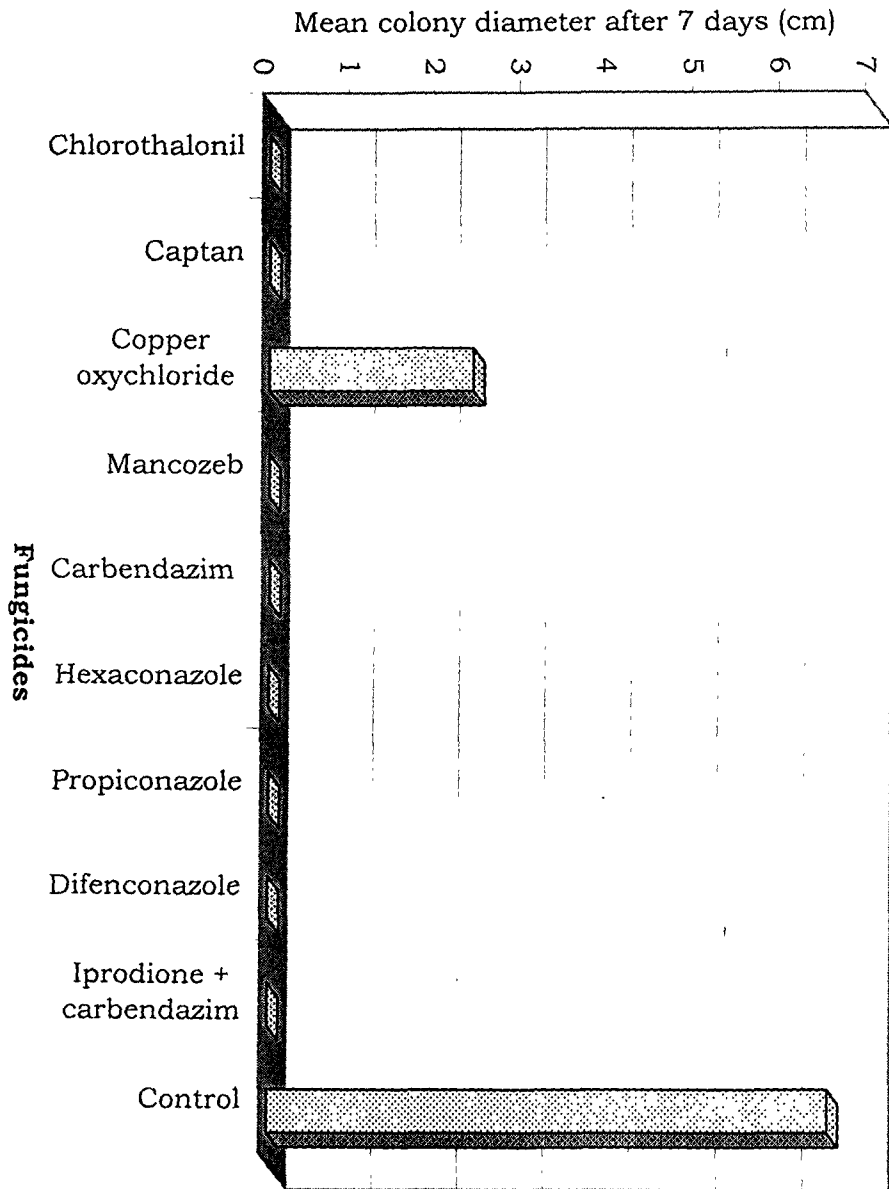 Mean colony diameter after 7 days (cm)
0 1 2 3 4 5 6 7
Chlorothalonil
Captan
Copper
oxychloride
Mancozeb
Carbendazim
Hexaconazole
Propiconazole
Difenconazole
Iprodione +
carbendazim
Control
Fungicides